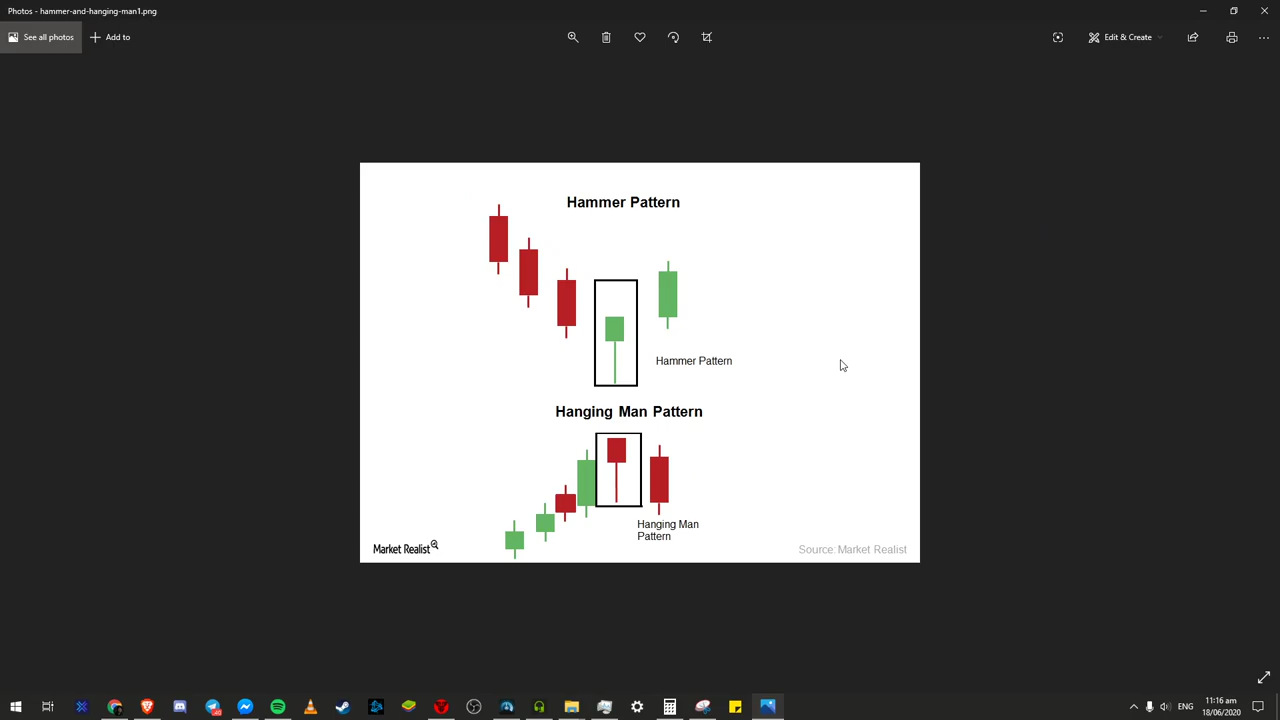 Photos - hammer-and-hanging-man1.png
See all photos
Add to
Edit & Create
Hammer Pattern
Hammer Pattern
Hanging Man Pattern
Hanging Man
Pattern
Market Realist
Source: Market Realist
ENG
11:16 am
18/06/2020